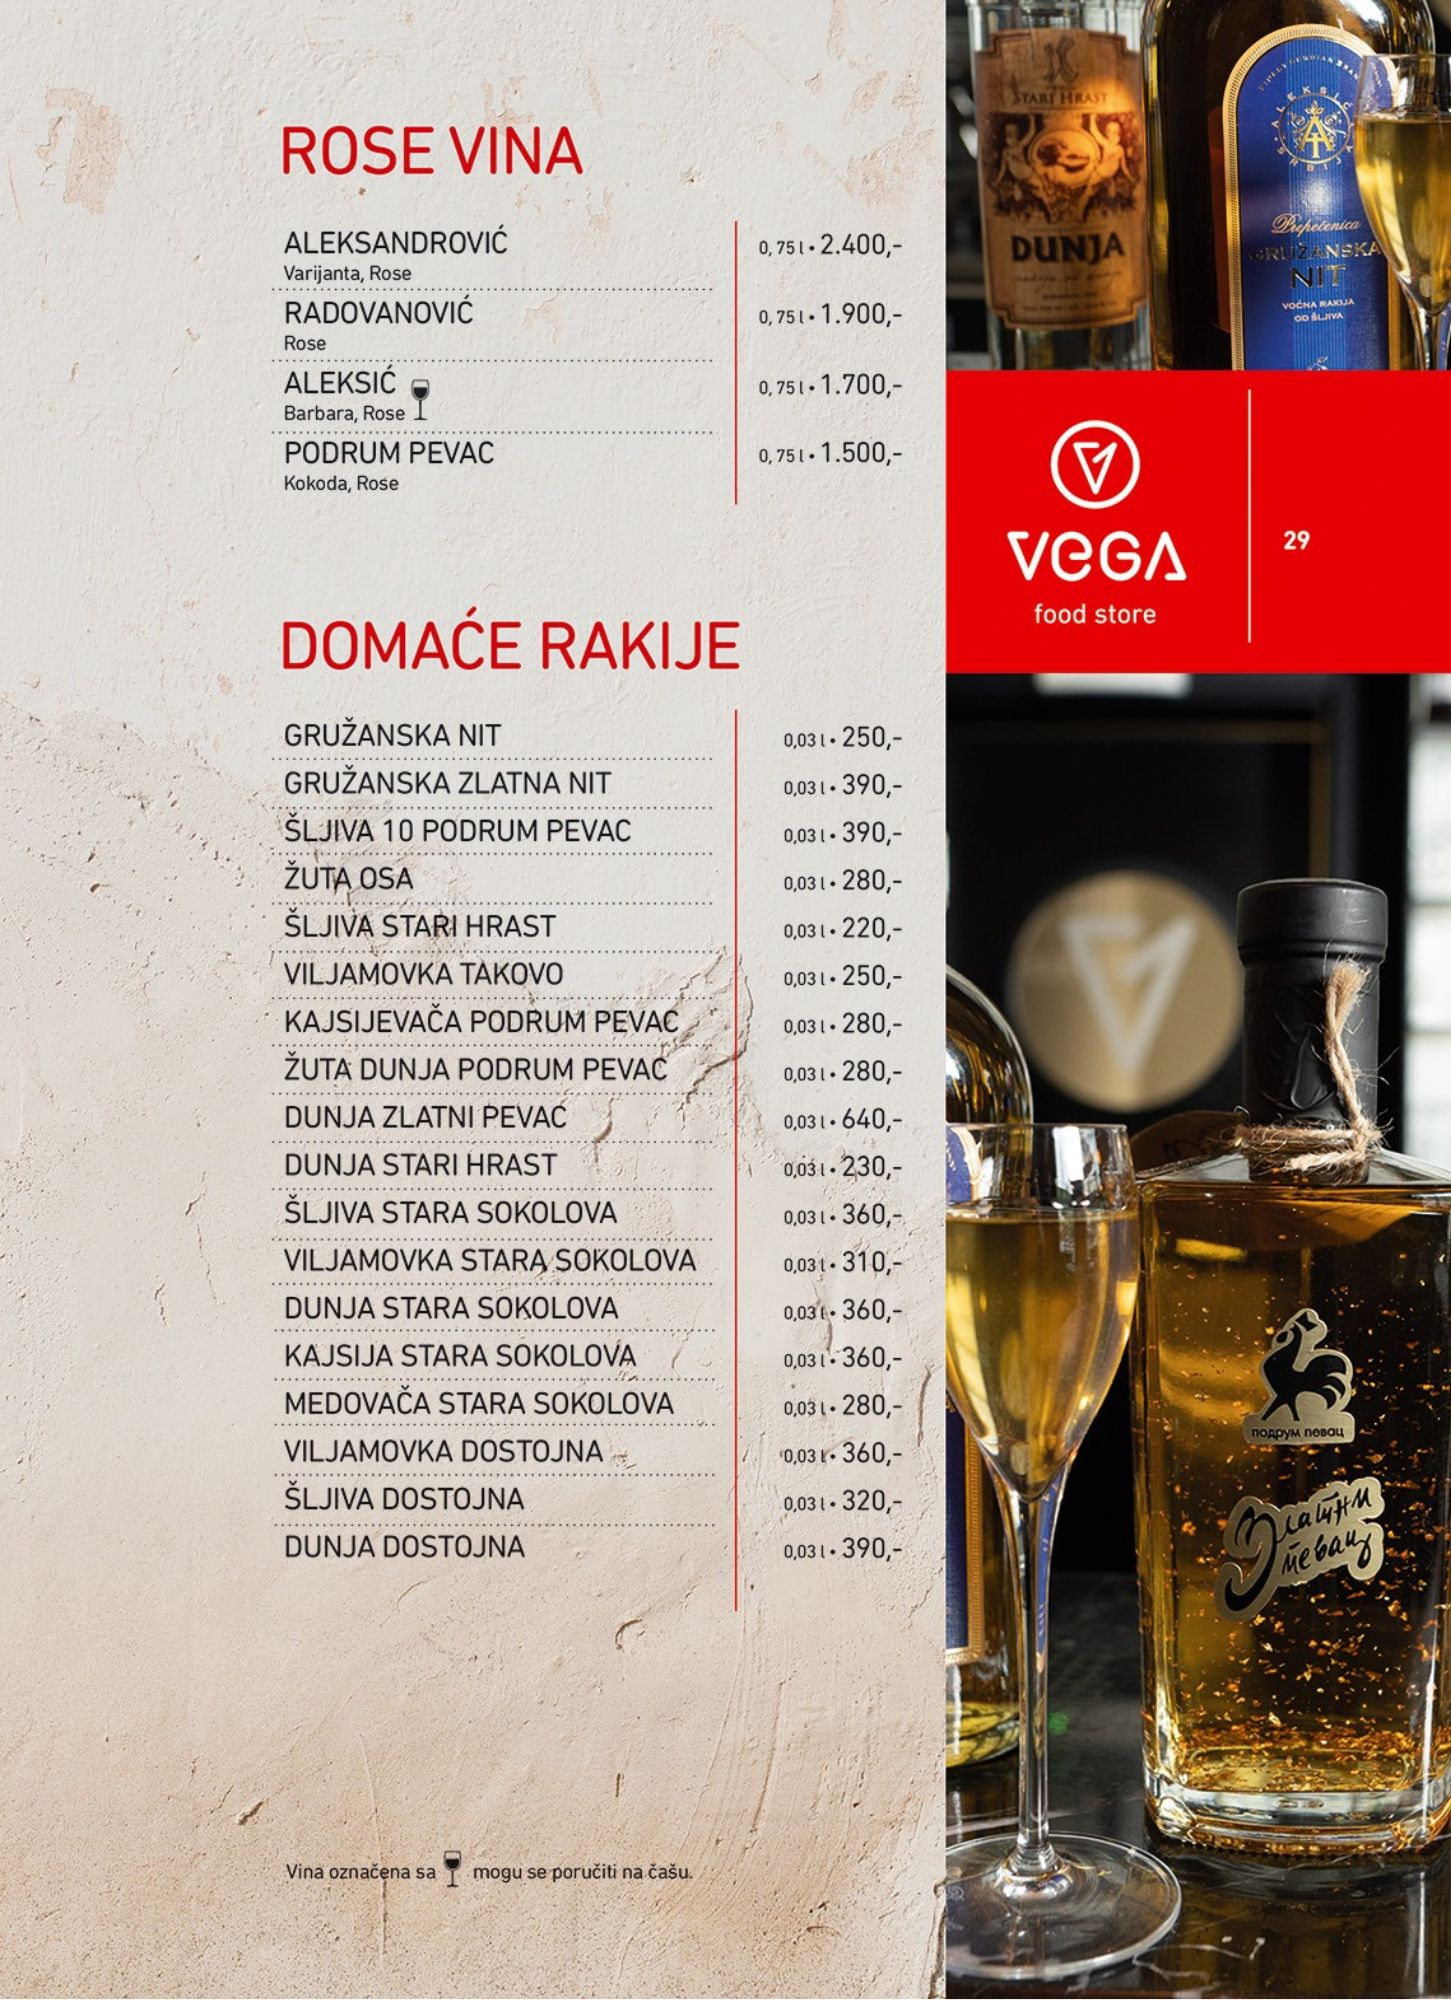 ROSE VINA
ALEKSANDROVIĆ 0,75 l • 2.400,-
Varijanta, Rose
RADOVANOVIĆ 0,75 l • 1.900,-
Rose
ALEKSIĆ 0,75 l • 1.700,-
Barbara, Rose
PODRUM PEVAC 0,75 l • 1.500,-
Kokoda, Rose
DOMAĆE RAKIJE
GRUŽANSKA NIT 0,03 l • 250,-
GRUŽANSKA ZLATNA NIT 0,03 l • 390,-
ŠLJIVA 10 PODRUM PEVAC 0,03 l • 390,-
ŽUTA OSA 0,03 l • 280,-
ŠLJIVA STARI HRAST 0,03 l • 220,-
VILJAMOVKA TAKOVO 0,03 l • 250,-
KAJSIJEVAČA PODRUM PEVAC 0,03 l • 280,-
ŽUTA DUNJA PODRUM PEVAC 0,03 l • 280,-
DUNJA ZLATNI PEVAC 0,03 l • 640,-
DUNJA STARI HRAST 0,03 l • 230,-
ŠLJIVA STARA SOKOLOVA 0,03 l • 360,-
VILJAMOVKA STARA SOKOLOVA 0,03 l • 310,-
DUNJA STARA SOKOLOVA 0,03 l • 360,-
KAJSIJA STARA SOKOLOVA 0,03 l • 360,-
MEDOVAČA STARA SOKOLOVA 0,03 l • 280,-
VILJAMOVKA DOSTOJNA 0,03 l • 360,-
ŠLJIVA DOSTOJNA 0,03 l • 320,-
DUNJA DOSTOJNA 0,03 l • 390,-
Vina označena sa mogu se poručiti na čašu.
STARI HRAST
DUNJA
ALEKSIĆ
SRBIJA
Prepečenica
GRUŽANSKA
NIT
VOĆNA RAKIJA
OD ŠLJIVA
VEGA
food store
29
подрум певац
Златни
певац